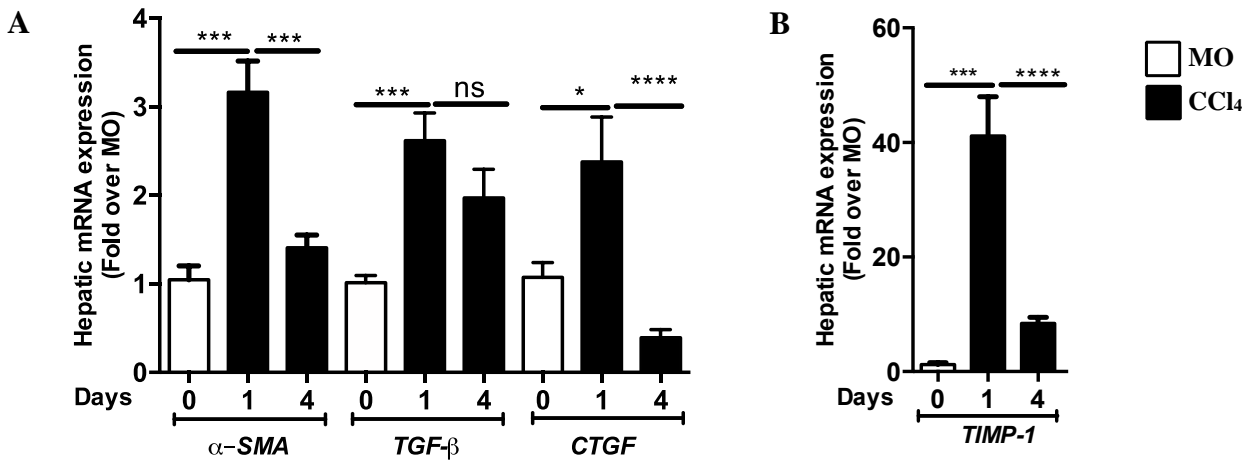 A
Hepatic mRNA expression
(Fold over MO)
4
3
2
1
0
*** ***
*** ns
* ****
Days 0 1 4 0 1 4 0 1 4
α-SMA TGF-β CTGF
B
Hepatic mRNA expression
(Fold over MO)
60
40
20
0
*** ****
Days 0 1 4
TIMP-1
MO
CCl₄